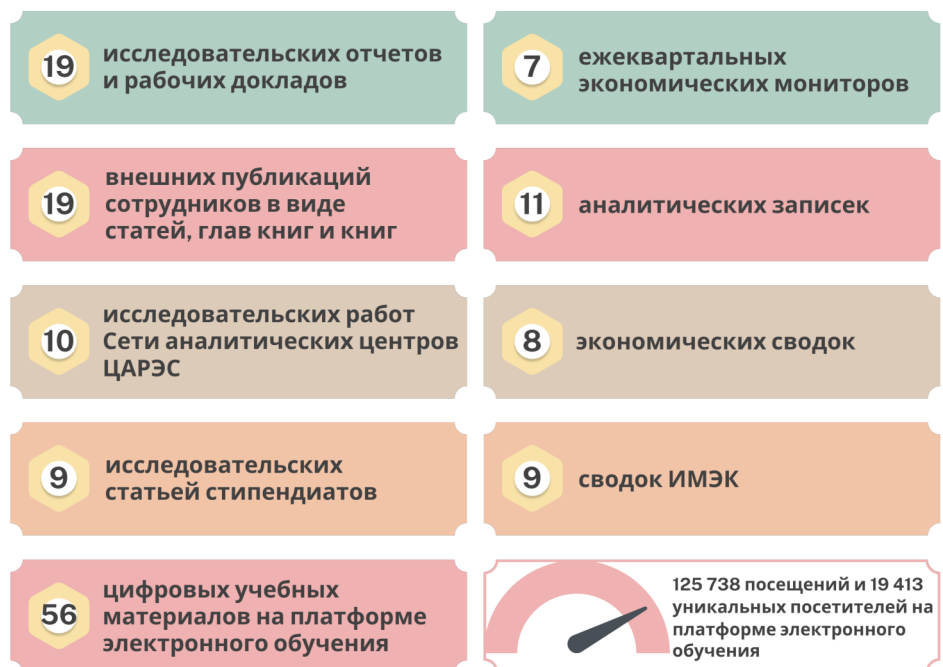 19
исследовательских отчетов
и рабочих докладов
7
ежеквартальных
экономических мониторов
19
внешних публикаций
сотрудников в виде
статей, глав книг и книг
11
аналитических записек
10
исследовательских работ
Сети аналитических центров
ЦАРЭС
8
экономических сводок
9
исследовательских
статьей стипендиатов
9
сводок ИМЭК
56
цифровых учебных
материалов на платформе
электронного обучения
125 738 посещений и 19 413
уникальных посетителей на
платформе электронного
обучения